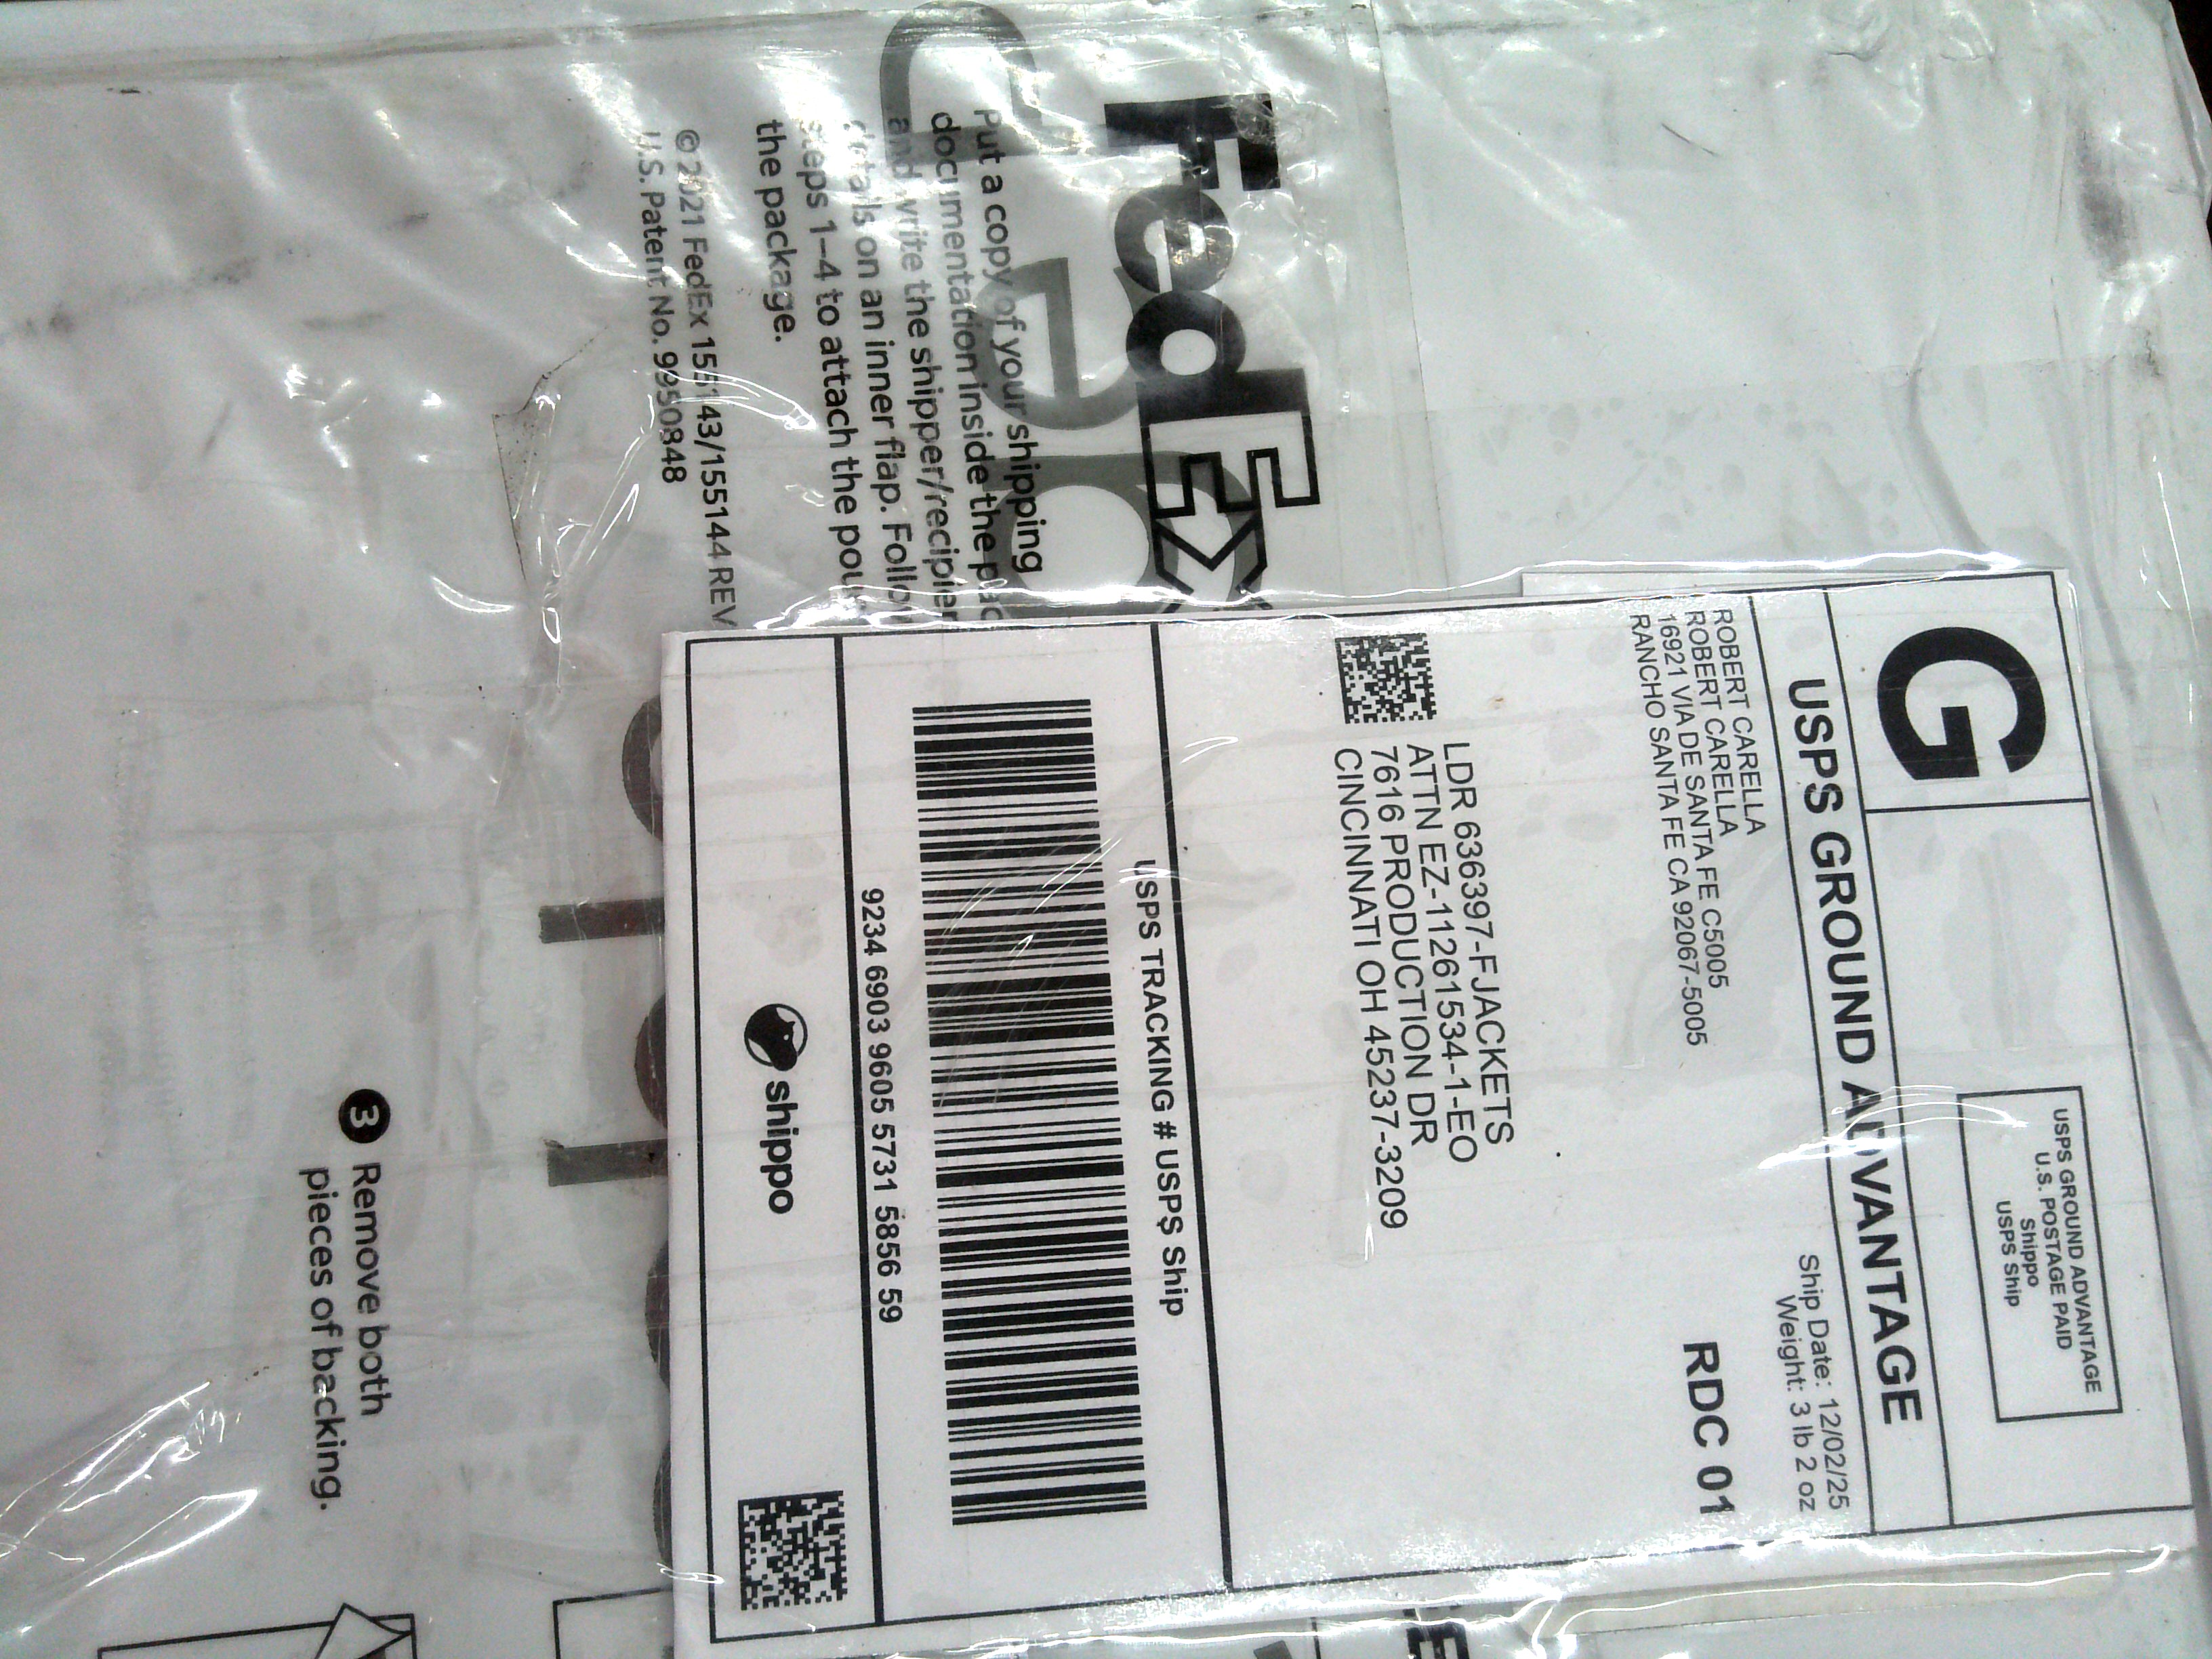 G
USPS GROUND ADVANTAGE
U.S. POSTAGE PAID
Shippo
USPS Ship
USPS GROUND ADVANTAGE
ROBERT CARELLA
ROBERT CARELLA
16921 VIA DE SANTA FE C5005
RANCHO SANTA FE CA 92067-5005
Ship Date: 12/02/25
Weight: 3 lb 2 oz
RDC 01
LDR 636397-FJACKETS
ATTN EZ-11261534-1-EO
7616 PRODUCTION DR
CINCINNATI OH 45237-3209
USPS TRACKING # USPS Ship
9234 6903 9605 5731 5856 59
shippo
FedEx
Put a copy of your shipping
documentation inside the
and write the shipper/
details on an inner flap.
steps 1–4 to attach the
the package.
© 2021 FedEx 155143/155144 REV
U.S. Patent No. 9950848
3 Remove both
pieces of backing.